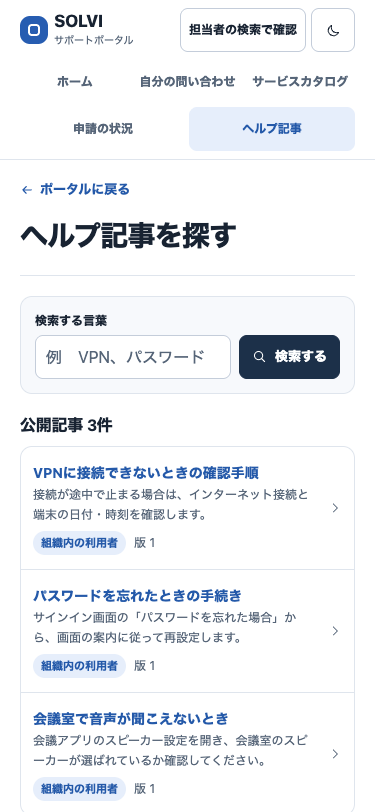 SOLVI
サポートポータル
担当者の検索で確認
ホーム
自分の問い合わせ
サービスカタログ
申請の状況
ヘルプ記事
← ポータルに戻る
ヘルプ記事を探す
検索する言葉
例　VPN、パスワード
検索する
公開記事 3件
VPNに接続できないときの確認手順
接続が途中で止まる場合は、インターネット接続と
端末の日付・時刻を確認します。
組織内の利用者 版 1
パスワードを忘れたときの手続き
サインイン画面の「パスワードを忘れた場合」か
ら、画面の案内に従って再設定します。
組織内の利用者 版 1
会議室で音声が聞こえないとき
会議アプリのスピーカー設定を開き、会議室のスピ
ーカーが選ばれているか確認してください。
組織内の利用者 版 1